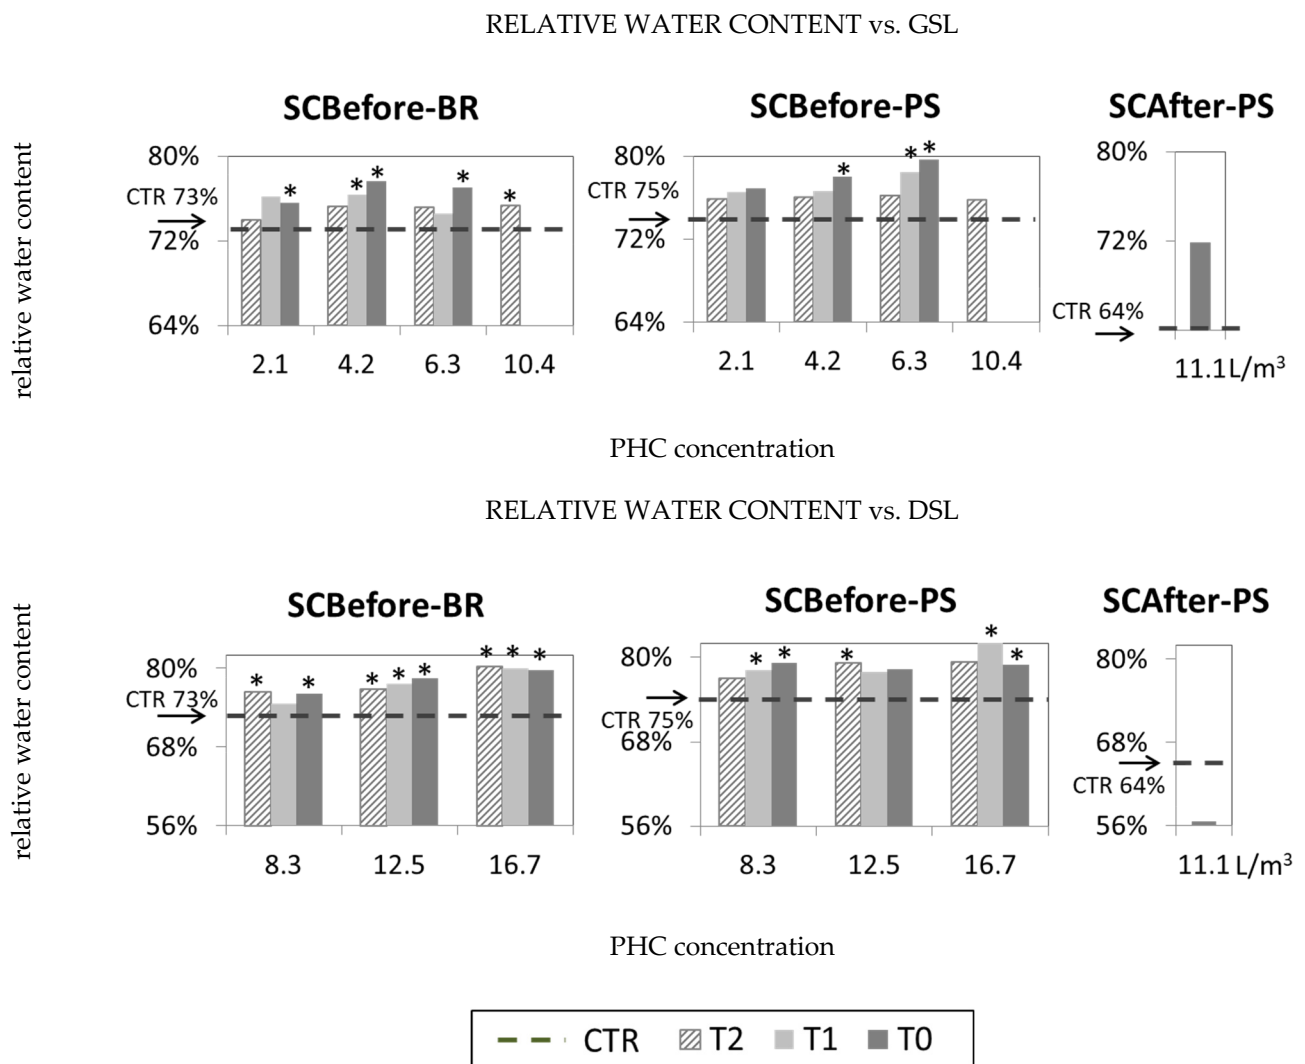 RELATIVE WATER CONTENT vs. GSL
relative water content
SCBefore-BR
80%
CTR 73%
72%
64%
* * * * *
2.1 4.2 6.3 10.4
SCBefore-PS
80%
CTR 75%
72%
64%
* * *
2.1 4.2 6.3 10.4
SCAfter-PS
80%
72%
CTR 64%
11.1L/m³
PHC concentration
RELATIVE WATER CONTENT vs. DSL
relative water content
SCBefore-BR
80%
CTR 73%
68%
56%
* * * * * * * *
8.3 12.5 16.7
SCBefore-PS
80%
CTR 75%
68%
56%
* * * * *
8.3 12.5 16.7
SCAfter-PS
80%
68%
CTR 64%
56%
11.1 L/m³
PHC concentration
CTR T2 T1 T0